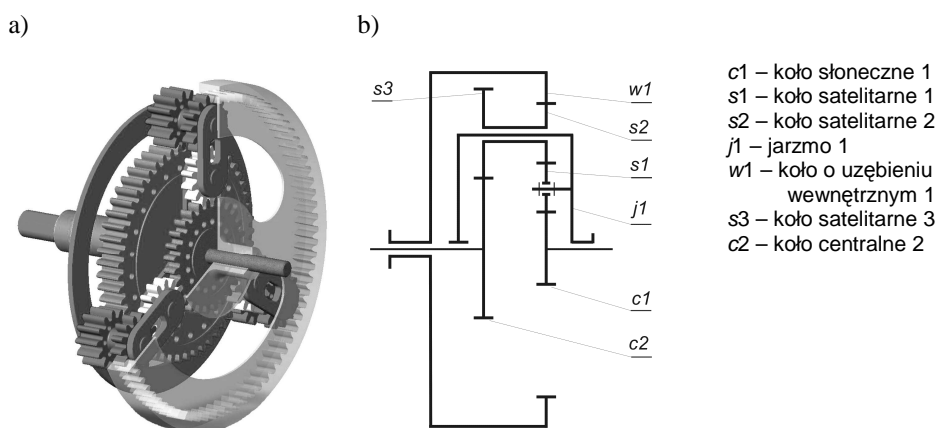 a)
b)
s3
w1
s2
s1
j1
c1
c2
c1 – koło słoneczne 1
s1 – koło satelitarne 1
s2 – koło satelitarne 2
j1 – jarzmo 1
w1 – koło o uzębieniu
wewnętrznym 1
s3 – koło satelitarne 3
c2 – koło centralne 2